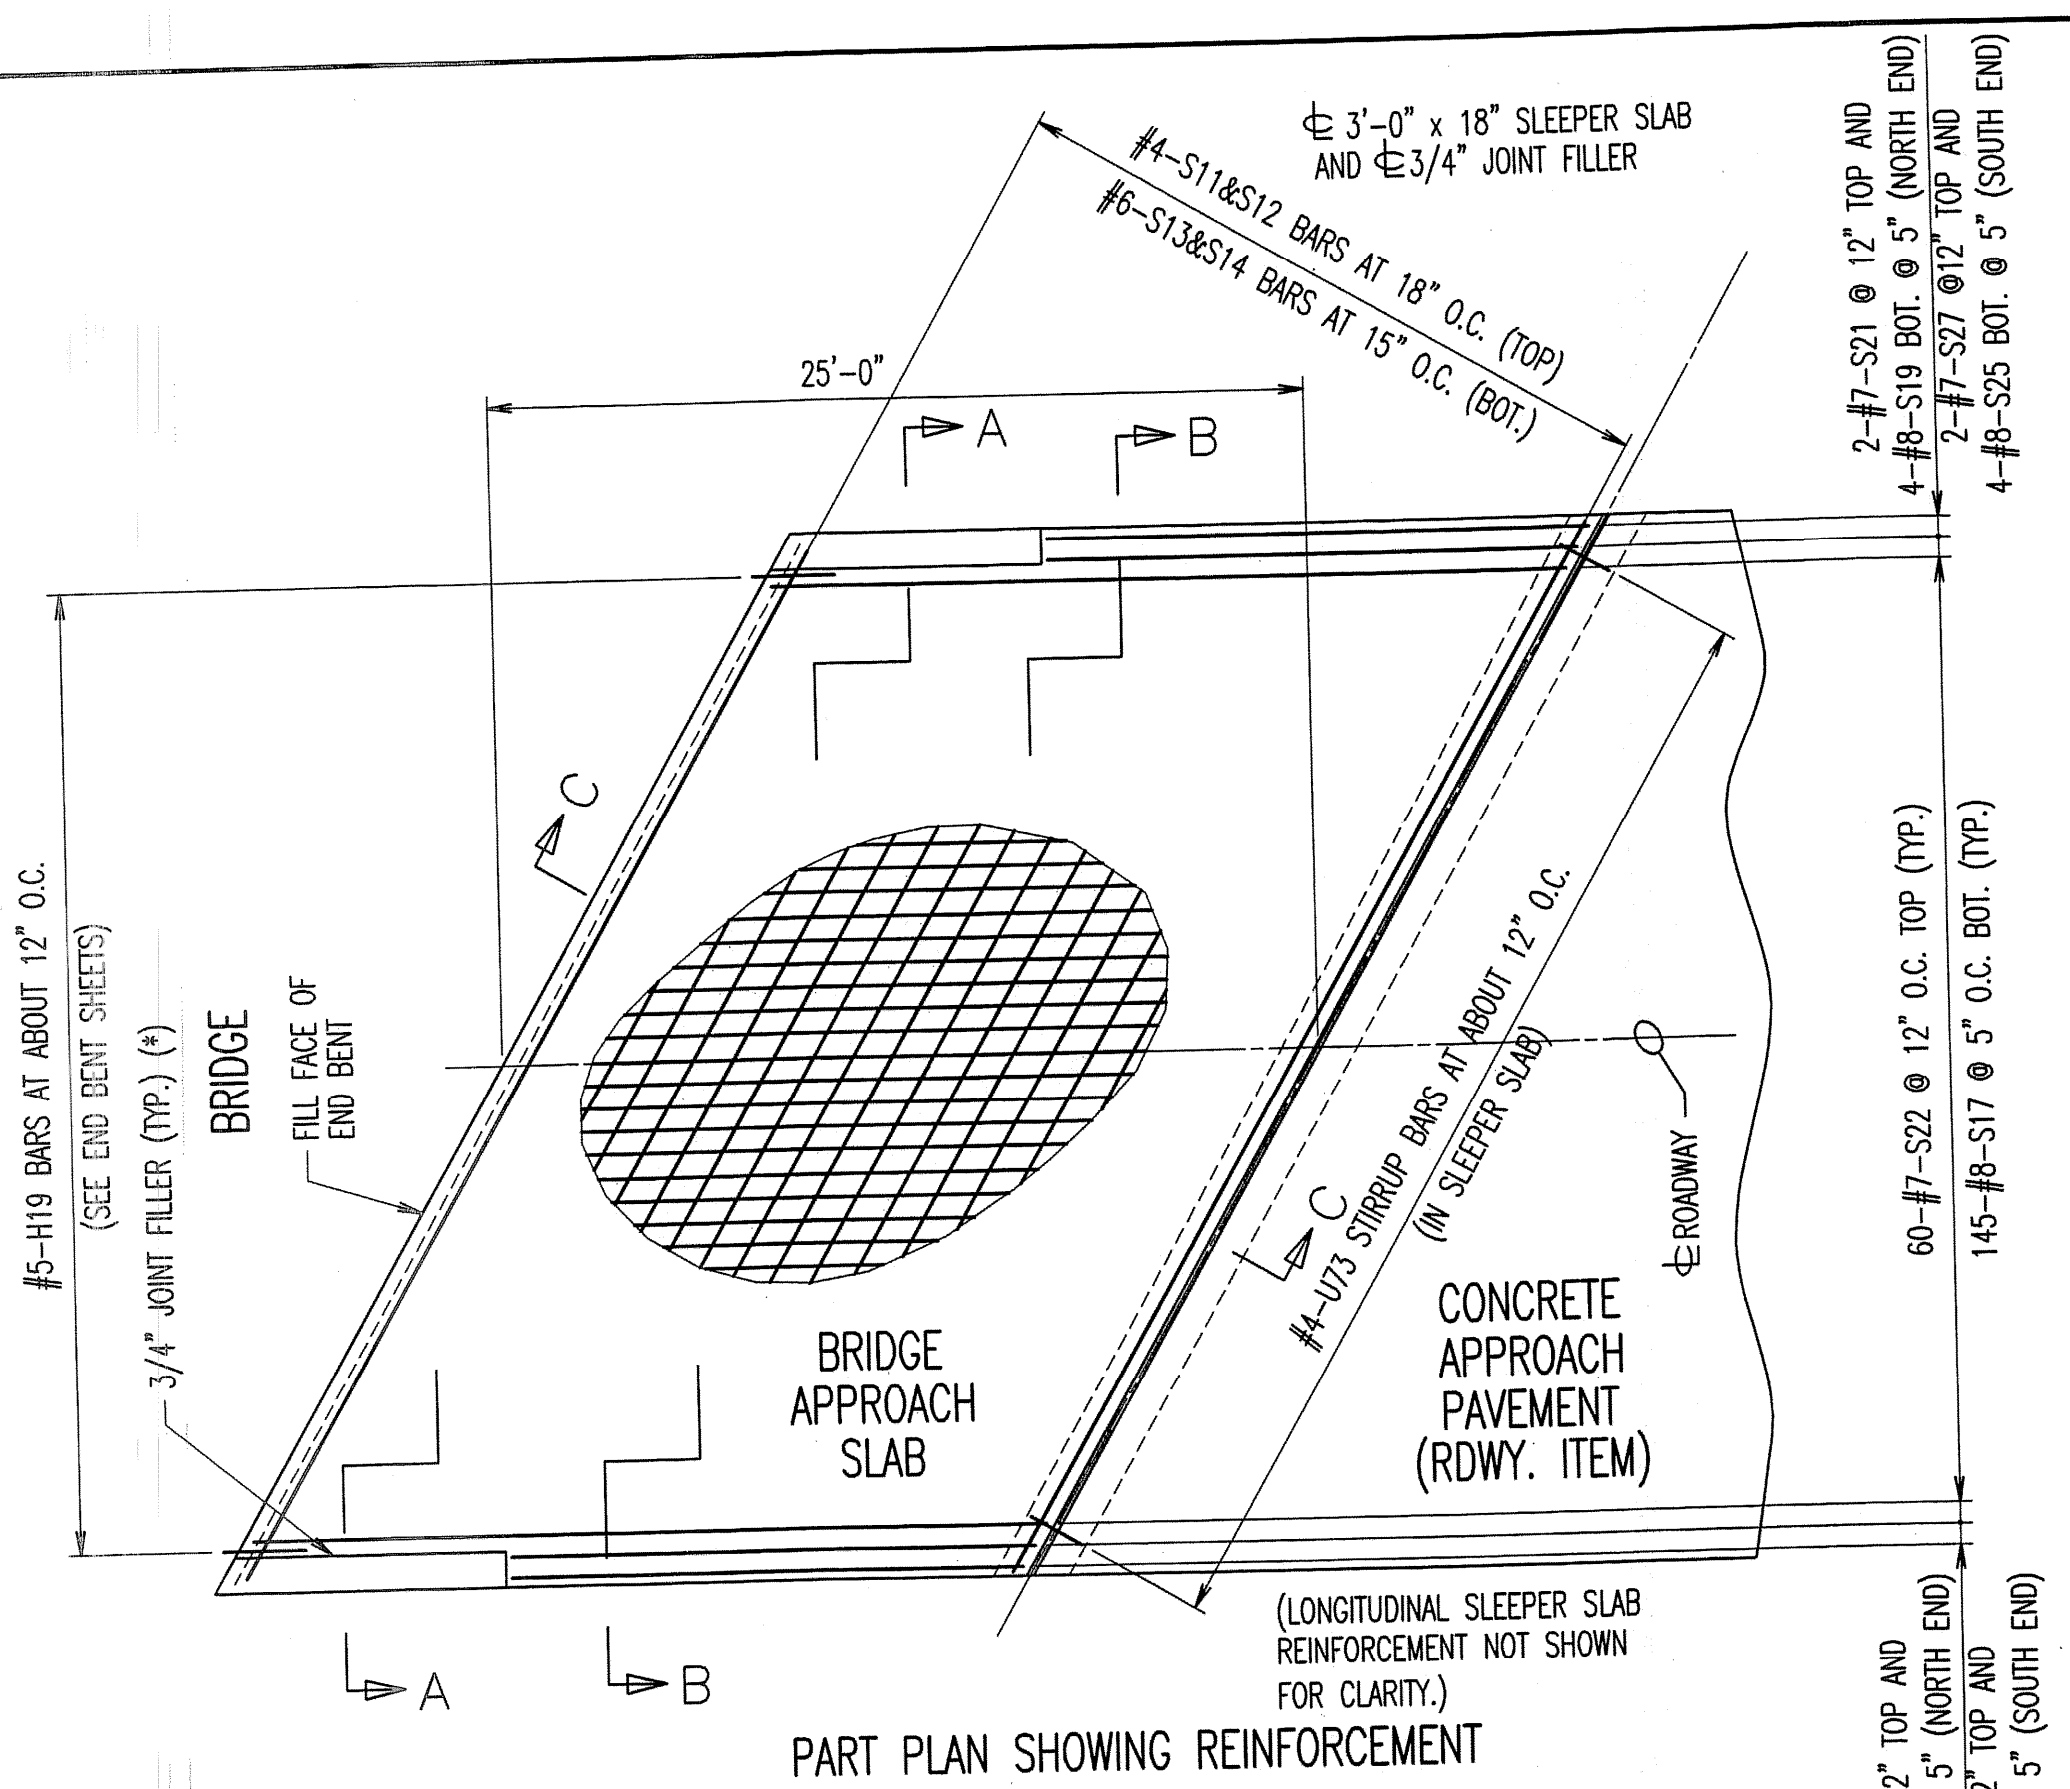 ℄ 3'-0" x 18" SLEEPER SLAB
AND ℄ 3/4" JOINT FILLER
#4-S11&S12 BARS AT 18" O.C. (TOP)
#6-S13&S14 BARS AT 15" O.C. (BOT.)
2-#7-S21 @ 12" TOP AND
4-#8-S19 BOT. @ 5" (NORTH END)
2-#7-S27 @12" TOP AND
4-#8-S25 BOT. @ 5" (SOUTH END)
25'-0"
A
B
C
#5-H19 BARS AT ABOUT 12" O.C.
(SEE END BENT SHEETS)
3/4" JOINT FILLER (TYP.) (*)
BRIDGE
FILL FACE OF
END BENT
60-#7-S22 @ 12" O.C. TOP (TYP.)
145-#8-S17 @ 5" O.C. BOT. (TYP.)
#4-U73 STIRRUP BARS AT ABOUT 12" O.C.
(IN SLEEPER SLAB)
C
℄ ROADWAY
BRIDGE
APPROACH
SLAB
CONCRETE
APPROACH
PAVEMENT
(RDWY. ITEM)
A
B
(LONGITUDINAL SLEEPER SLAB
REINFORCEMENT NOT SHOWN
FOR CLARITY.)
2" TOP AND
5" (NORTH END)
2" TOP AND
5" (SOUTH END)
PART PLAN SHOWING REINFORCEMENT